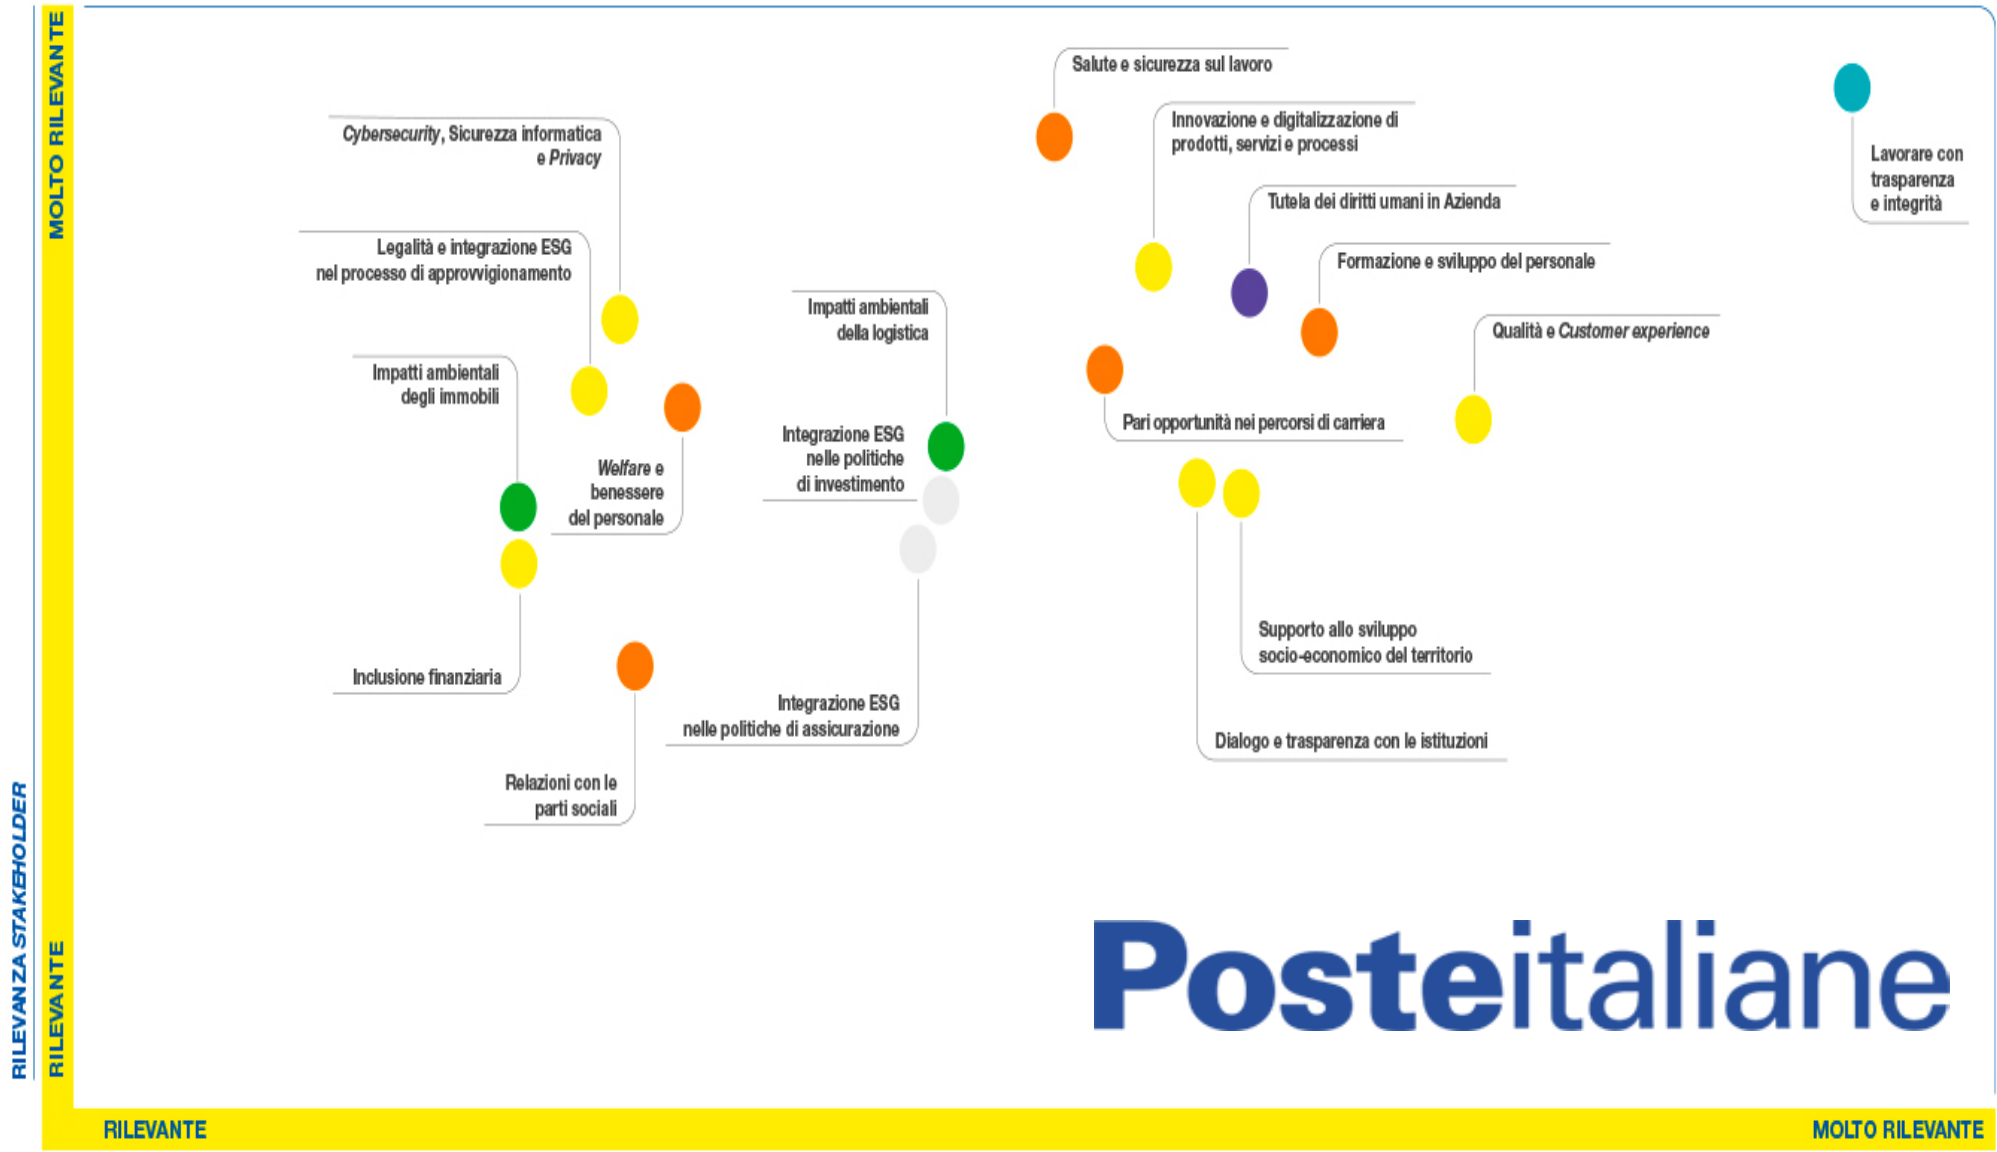 MOLTO RILEVANTE
Salute e sicurezza sul lavoro
Cybersecurity, Sicurezza informatica
e Privacy
Innovazione e digitalizzazione di
prodotti, servizi e processi
Lavorare con
trasparenza
e integrità
Tutela dei diritti umani in Azienda
Legalità e integrazione ESG
nel processo di approvvigionamento
Formazione e sviluppo del personale
Impatti ambientali
della logistica
Qualità e Customer experience
Impatti ambientali
degli immobili
Pari opportunità nei percorsi di carriera
Integrazione ESG
nelle politiche
di investimento
Welfare e
benessere
del personale
Supporto allo sviluppo
socio-economico del territorio
Inclusione finanziaria
Integrazione ESG
nelle politiche di assicurazione
Dialogo e trasparenza con le istituzioni
Relazioni con le
parti sociali
RILEVANZA STAKEHOLDER
RILEVANTE
Posteitaliane
RILEVANTE
MOLTO RILEVANTE